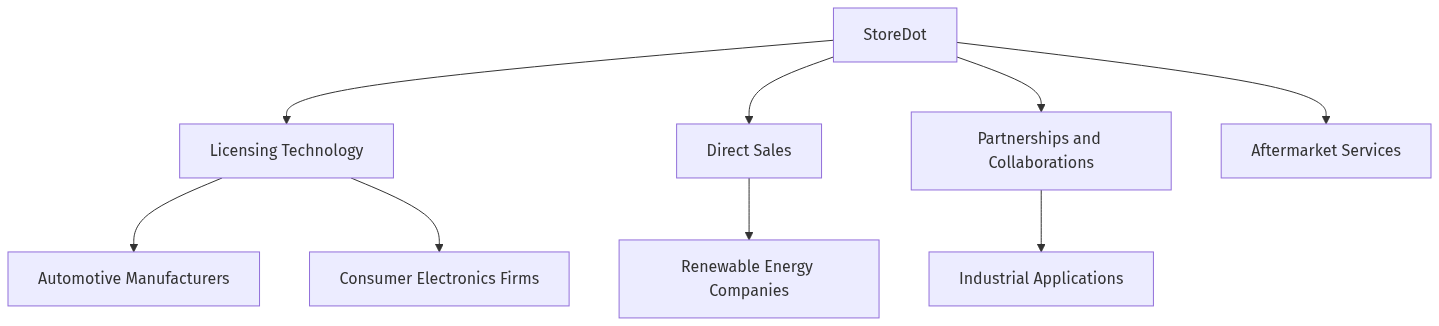 StoreDot
Licensing Technology
Direct Sales
Partnerships and
Collaborations
Aftermarket Services
Automotive Manufacturers
Consumer Electronics Firms
Renewable Energy
Companies
Industrial Applications